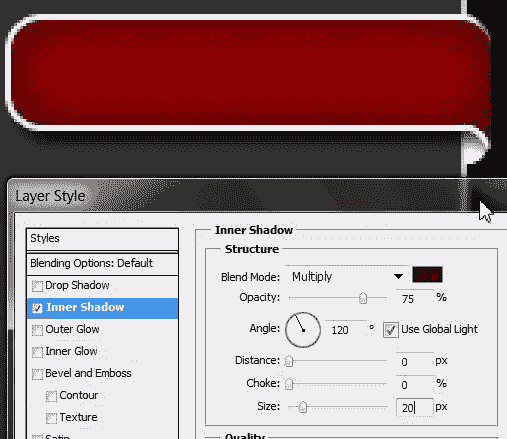 Layer Style
Styles
Blending Options: Default
Drop Shadow
Inner Shadow
Outer Glow
Inner Glow
Bevel and Emboss
Contour
Texture
Satin
Inner Shadow
Structure
Blend Mode: Multiply
Opacity: 75 %
Angle: 120 ° Use Global Light
Distance: 0 px
Choke: 0 %
Size: 20 px
Quality